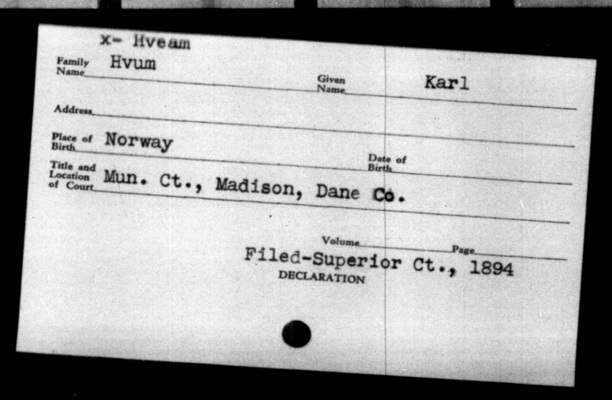 x- Hveam
Family Name Hvum Given Name Karl
Address
Place of Birth Norway Date of Birth
Title and Location of Court Mun. Ct., Madison, Dane Co.
Volume Page
Filed-Superior Ct., 1894
DECLARATION